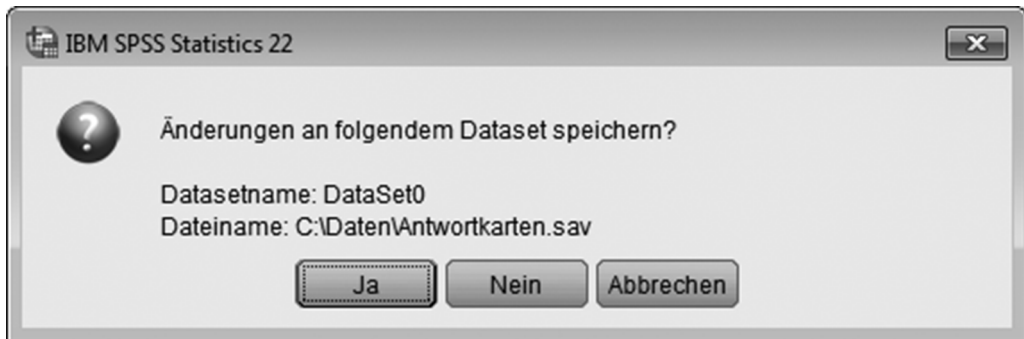 IBM SPSS Statistics 22
Änderungen an folgendem Dataset speichern?
Datasetname: DataSet0
Dateiname: C:\Daten\Antwortkarten.sav
Ja Nein Abbrechen